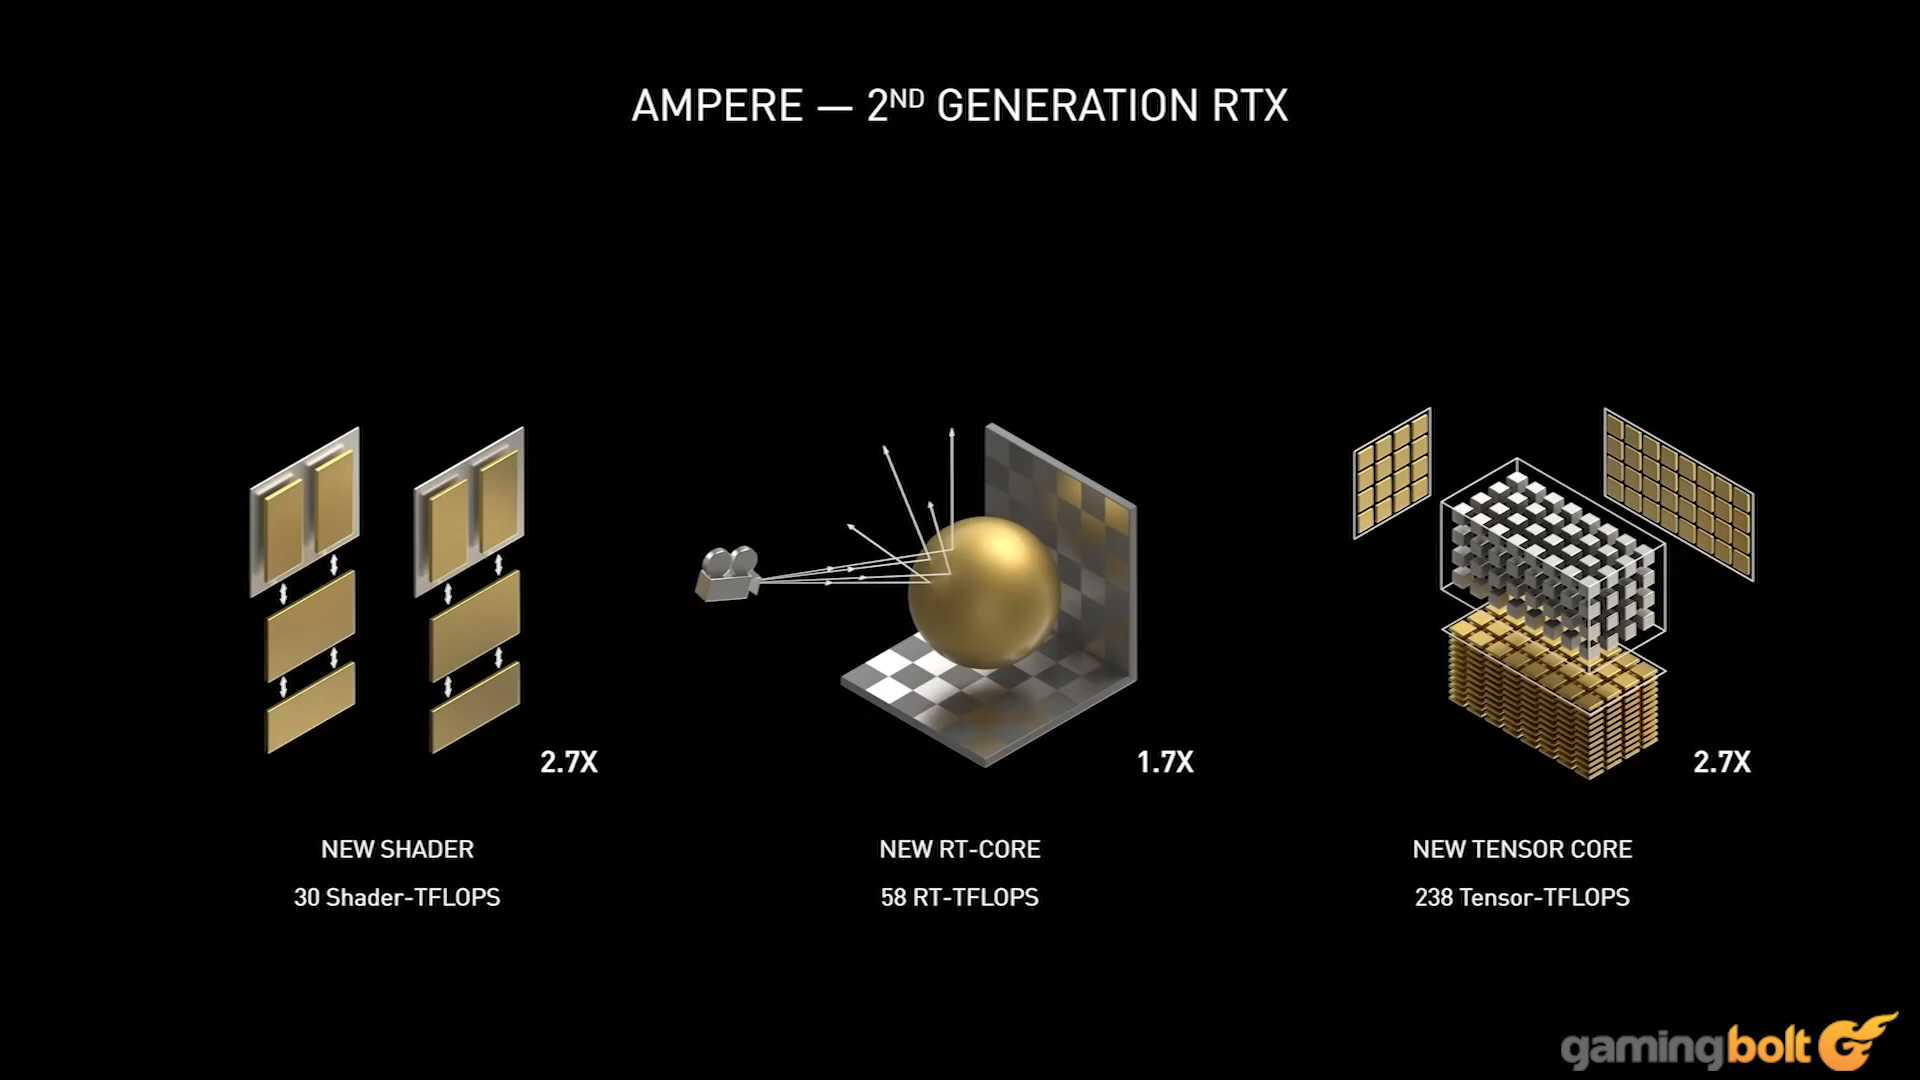 AMPERE — 2ND GENERATION RTX
2.7X
1.7X
2.7X
NEW SHADER
30 Shader-TFLOPS
NEW RT-CORE
58 RT-TFLOPS
NEW TENSOR CORE
238 Tensor-TFLOPS
gamingbolt